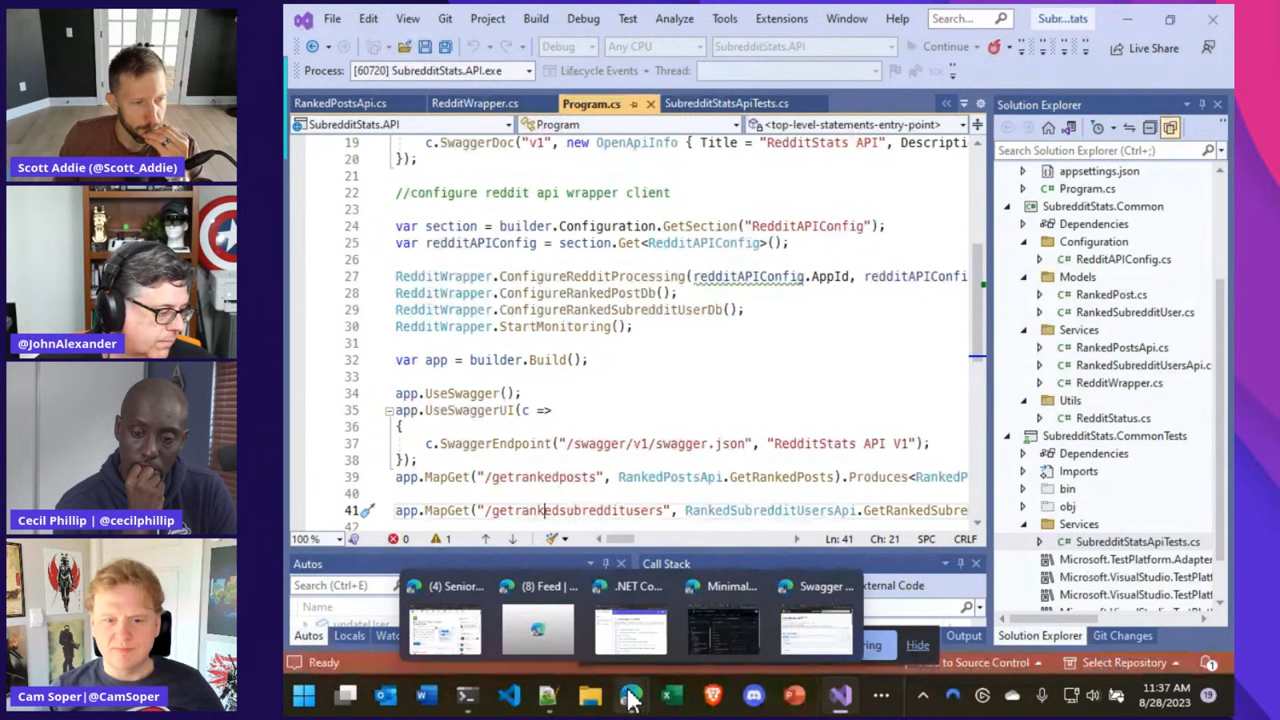 Scott Addie (@Scott_Addie)
@JohnAlexander
Cecil Phillip | @cecilphillip
Cam Soper|@CamSoper
File Edit View Git Project Build Debug Test Analyze Tools Extensions Window Help Search... Subr...tats
Debug Any CPU SubredditStats.API Continue Live Share
Process: [60720] SubredditStats.API.exe Lifecycle Events Thread:
RankedPostsApi.cs RedditWrapper.cs Program.cs SubredditStatsApiTests.cs
SubredditStats.API Program <top-level-statements-entry-point>
19 c.SwaggerDoc("v1", new OpenApiInfo { Title = "RedditStats API", Descripti
20 });
21
22 //configure reddit api wrapper client
23
24 var section = builder.Configuration.GetSection("RedditAPIConfig");
25 var redditAPIConfig = section.Get<RedditAPIConfig>();
26
27 RedditWrapper.ConfigureRedditProcessing(redditAPIConfig.AppId, redditAPIConfi
28 RedditWrapper.ConfigureRankedPostDb();
29 RedditWrapper.ConfigureRankedSubredditUserDb();
30 RedditWrapper.StartMonitoring();
31
32 var app = builder.Build();
33
34 app.UseSwagger();
35 app.UseSwaggerUI(c =>
36 {
37 c.SwaggerEndpoint("/swagger/v1/swagger.json", "RedditStats API V1");
38 });
39 app.MapGet("/getrankedposts", RankedPostsApi.GetRankedPosts).Produces<RankedP
40
41 app.MapGet("/getrankedsubredditusers", RankedSubredditUsersApi.GetRankedSubre
42
100 % 0 1 Ln: 41 Ch: 21 SPC CRLF
Autos Call Stack
Search (Ctrl+E) External Code
Name
Autos Locals Output
(4) Senior... (8) Feed | ... .NET Co... Minimal... Swagger ...
Hide
Solution Explorer
Search Solution Explorer (Ctrl+;)
appsettings.json
Program.cs
SubredditStats.Common
Dependencies
Configuration
RedditAPIConfig.cs
Models
RankedPost.cs
RankedSubredditUser.cs
Services
RankedPostsApi.cs
RankedSubredditUsersApi.c
RedditWrapper.cs
Utils
RedditStatus.cs
SubredditStats.CommonTests
Dependencies
Imports
bin
obj
Services
SubredditStatsApiTests.cs
Microsoft.TestPlatform.Adapter
Microsoft.VisualStudio.TestPlatf
Microsoft.VisualStudio.TestPlatf
Solution Explorer Git Changes
Ready to Source Control Select Repository 1
11:37 AM
8/28/2023
19